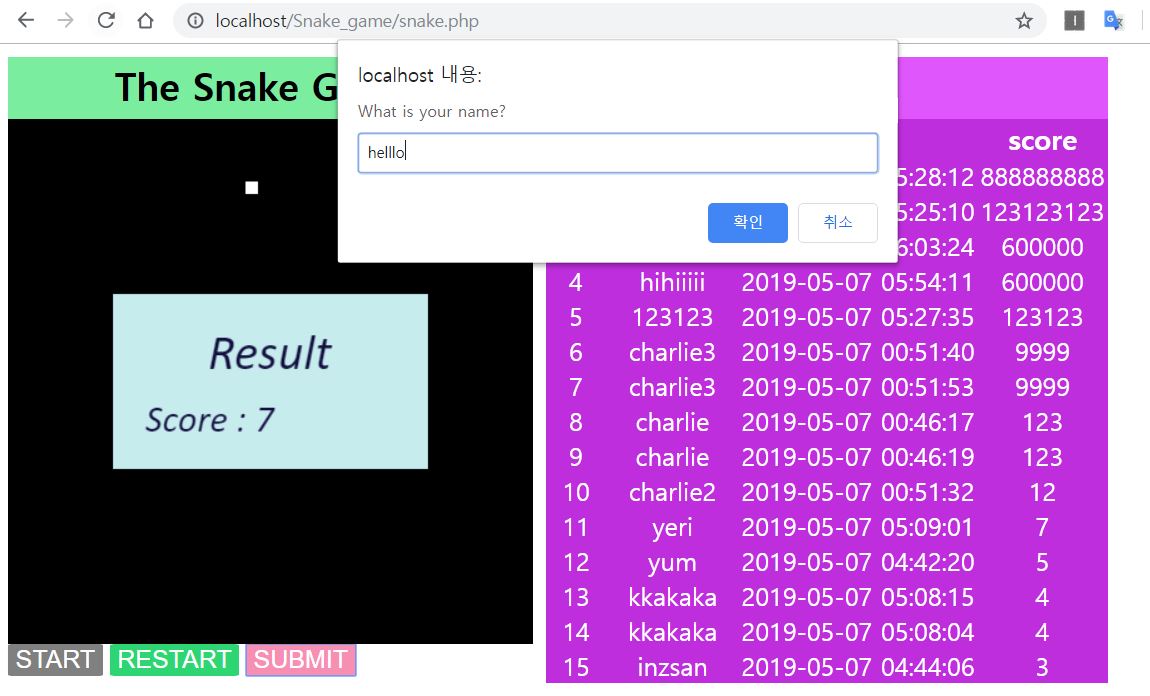 localhost/Snake_game/snake.php
localhost 내용:
What is your name?
helllo
확인 취소
The Snake G
Result
Score : 7
START RESTART SUBMIT
score
5:28:12 888888888
5:25:10 123123123
6:03:24 600000
4 hihiiiii 2019-05-07 05:54:11 600000
5 123123 2019-05-07 05:27:35 123123
6 charlie3 2019-05-07 00:51:40 9999
7 charlie3 2019-05-07 00:51:53 9999
8 charlie 2019-05-07 00:46:17 123
9 charlie 2019-05-07 00:46:19 123
10 charlie2 2019-05-07 00:51:32 12
11 yeri 2019-05-07 05:09:01 7
12 yum 2019-05-07 04:42:20 5
13 kkakaka 2019-05-07 05:08:15 4
14 kkakaka 2019-05-07 05:08:04 4
15 inzsan 2019-05-07 04:44:06 3